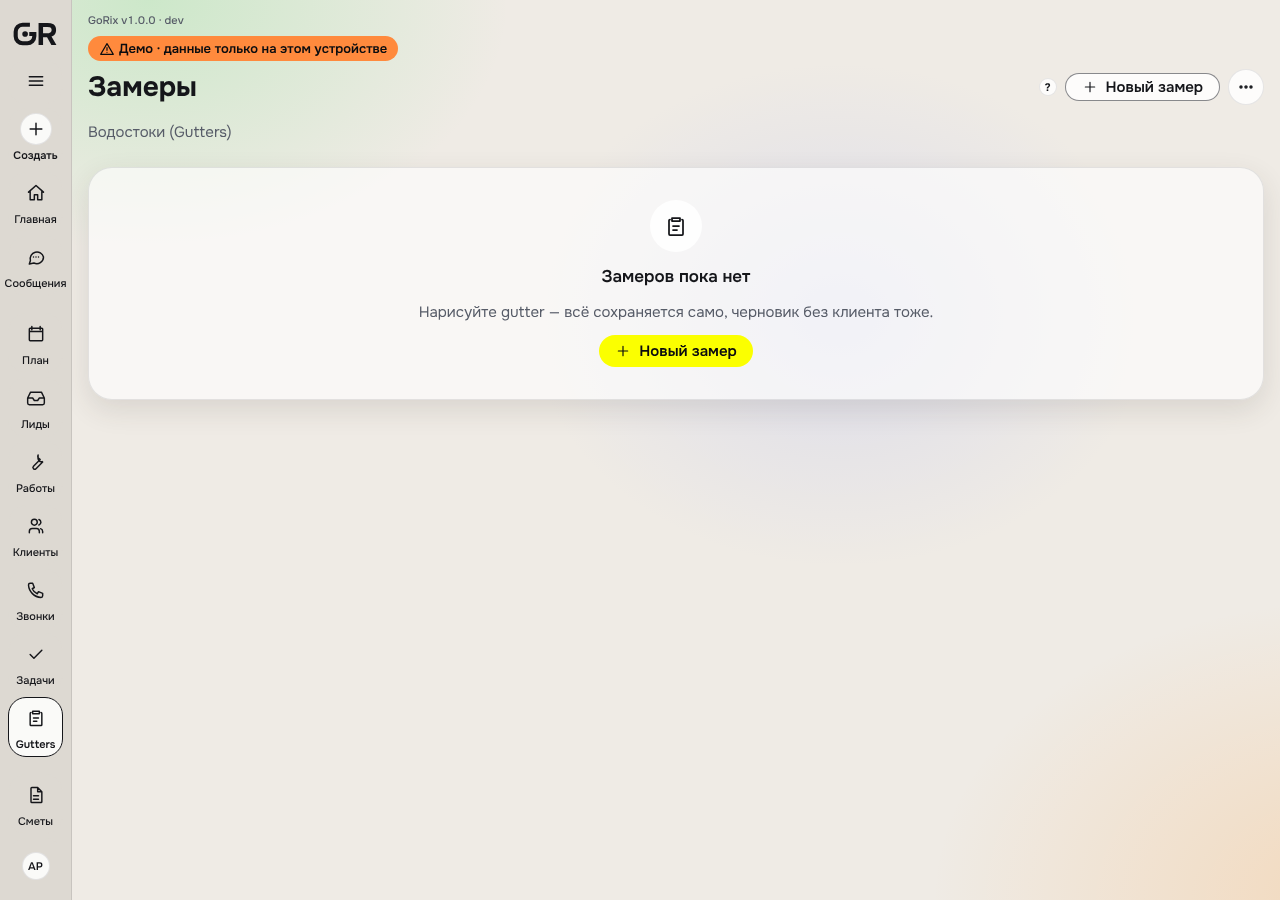 GR
GoRix v1.0.0 · dev
Демо · данные только на этом устройстве
Замеры
?
Новый замер
Водостоки (Gutters)
Замеров пока нет
Нарисуйте gutter — всё сохраняется само, черновик без клиента тоже.
Новый замер
Создать
Главная
Сообщения
План
Лиды
Работы
Клиенты
Звонки
Задачи
Gutters
Сметы
AP